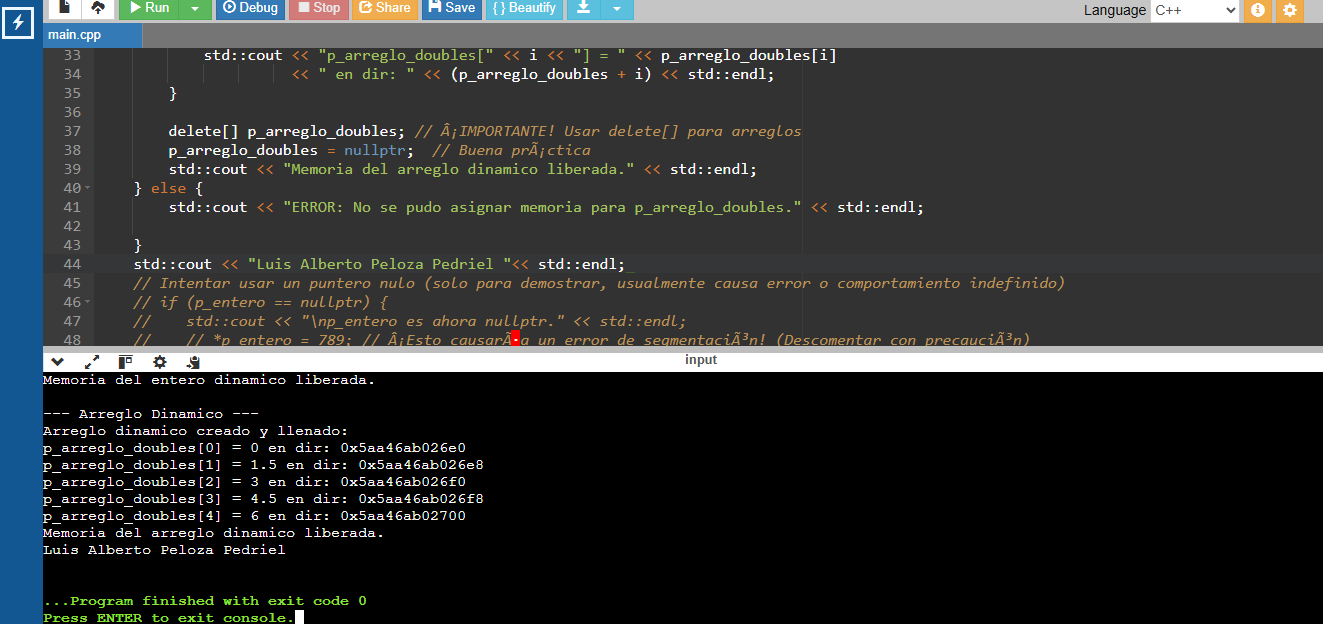 Run Debug Stop Share Save { } Beautify Language C++
main.cpp
33 std::cout << "p_arreglo_doubles[" << i << "] = " << p_arreglo_doubles[i]
34 << " en dir: " << (p_arreglo_doubles + i) << std::endl;
35 }
36
37 delete[] p_arreglo_doubles; // Â¡IMPORTANTE! Usar delete[] para arreglos
38 p_arreglo_doubles = nullptr; // Buena prÃ¡ctica
39 std::cout << "Memoria del arreglo dinamico liberada." << std::endl;
40 } else {
41 std::cout << "ERROR: No se pudo asignar memoria para p_arreglo_doubles." << std::endl;
42
43 }
44 std::cout << "Luis Alberto Peloza Pedriel "<< std::endl;
45 // Intentar usar un puntero nulo (solo para demostrar, usualmente causa error o comportamiento indefinido)
46 // if (p_entero == nullptr) {
47 // std::cout << "\np_entero es ahora nullptr." << std::endl;
48 // // *p_entero = 789; // Â¡Esto causarÃ-a un error de segmentaciÃ³n! (Descomentar con precauciÃ³n)
input
Memoria del entero dinamico liberada.
--- Arreglo Dinamico ---
Arreglo dinamico creado y llenado:
p_arreglo_doubles[0] = 0 en dir: 0x5aa46ab026e0
p_arreglo_doubles[1] = 1.5 en dir: 0x5aa46ab026e8
p_arreglo_doubles[2] = 3 en dir: 0x5aa46ab026f0
p_arreglo_doubles[3] = 4.5 en dir: 0x5aa46ab026f8
p_arreglo_doubles[4] = 6 en dir: 0x5aa46ab02700
Memoria del arreglo dinamico liberada.
Luis Alberto Peloza Pedriel
...Program finished with exit code 0
Press ENTER to exit console.